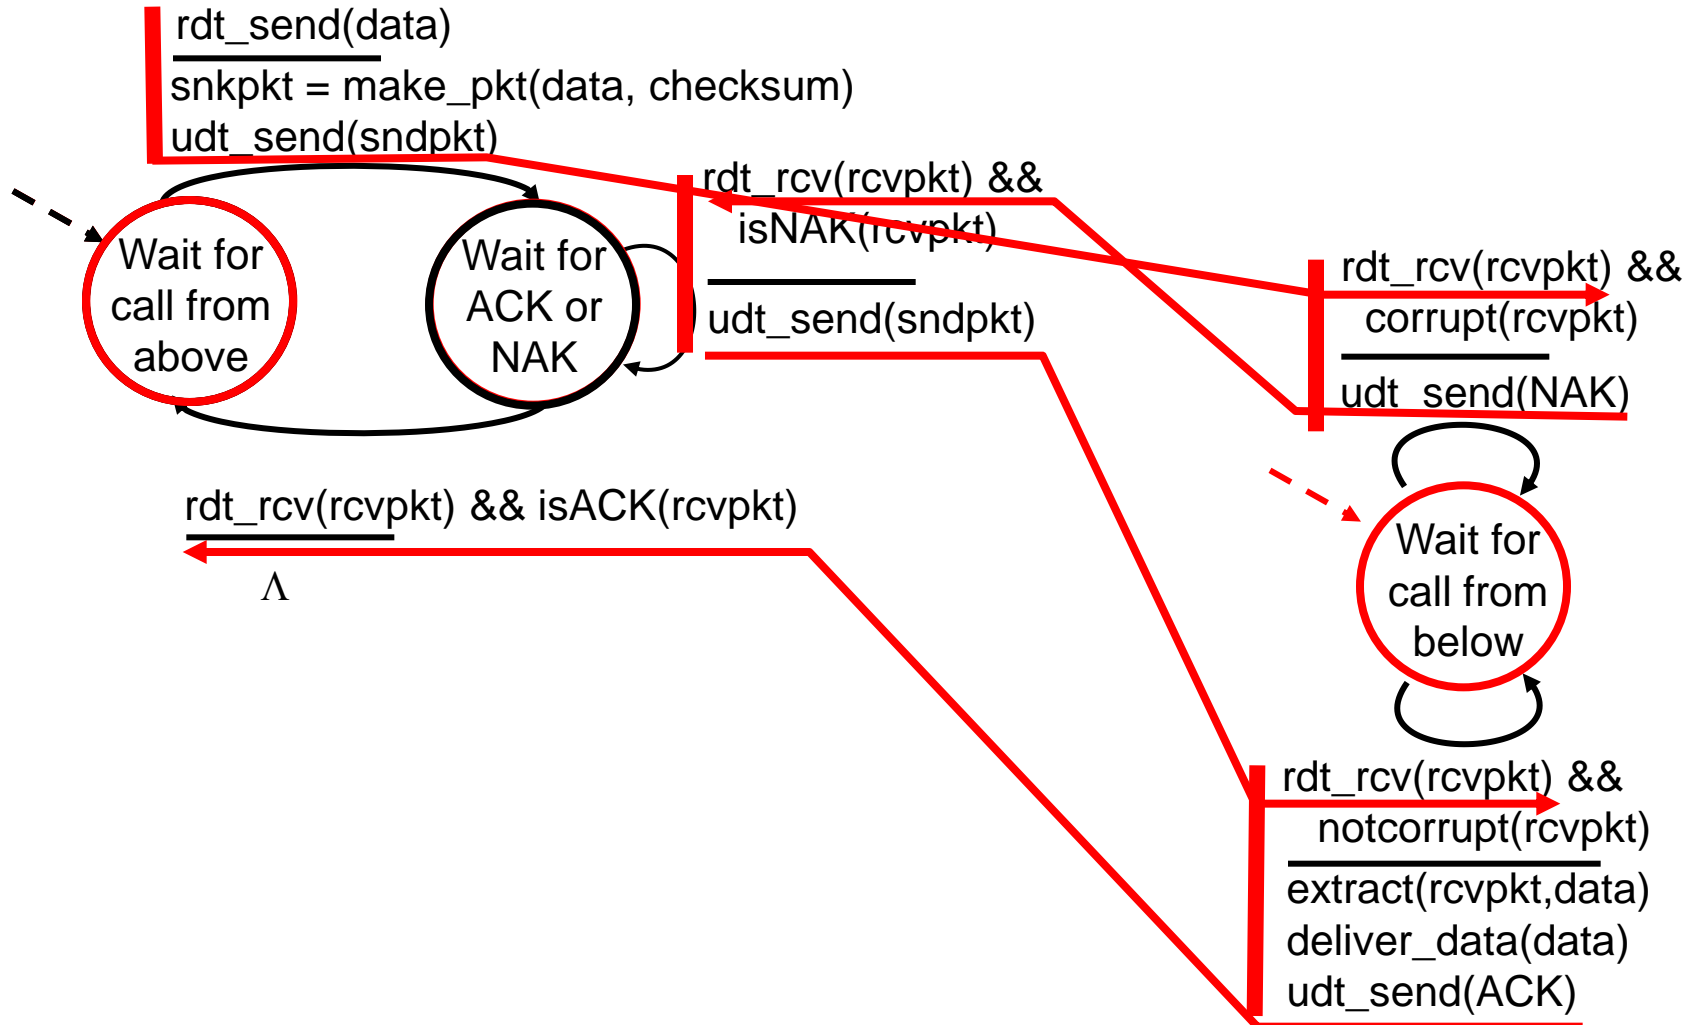 rdt_send(data)
snkpkt = make_pkt(data, checksum)
udt_send(sndpkt)
Wait for
call from
above
Wait for
ACK or
NAK
rdt_rcv(rcvpkt) &&
isNAK(rcvpkt)
udt_send(sndpkt)
rdt_rcv(rcvpkt) && isACK(rcvpkt)
Λ
rdt_rcv(rcvpkt) &&
corrupt(rcvpkt)
udt_send(NAK)
Wait for
call from
below
rdt_rcv(rcvpkt) &&
notcorrupt(rcvpkt)
extract(rcvpkt,data)
deliver_data(data)
udt_send(ACK)